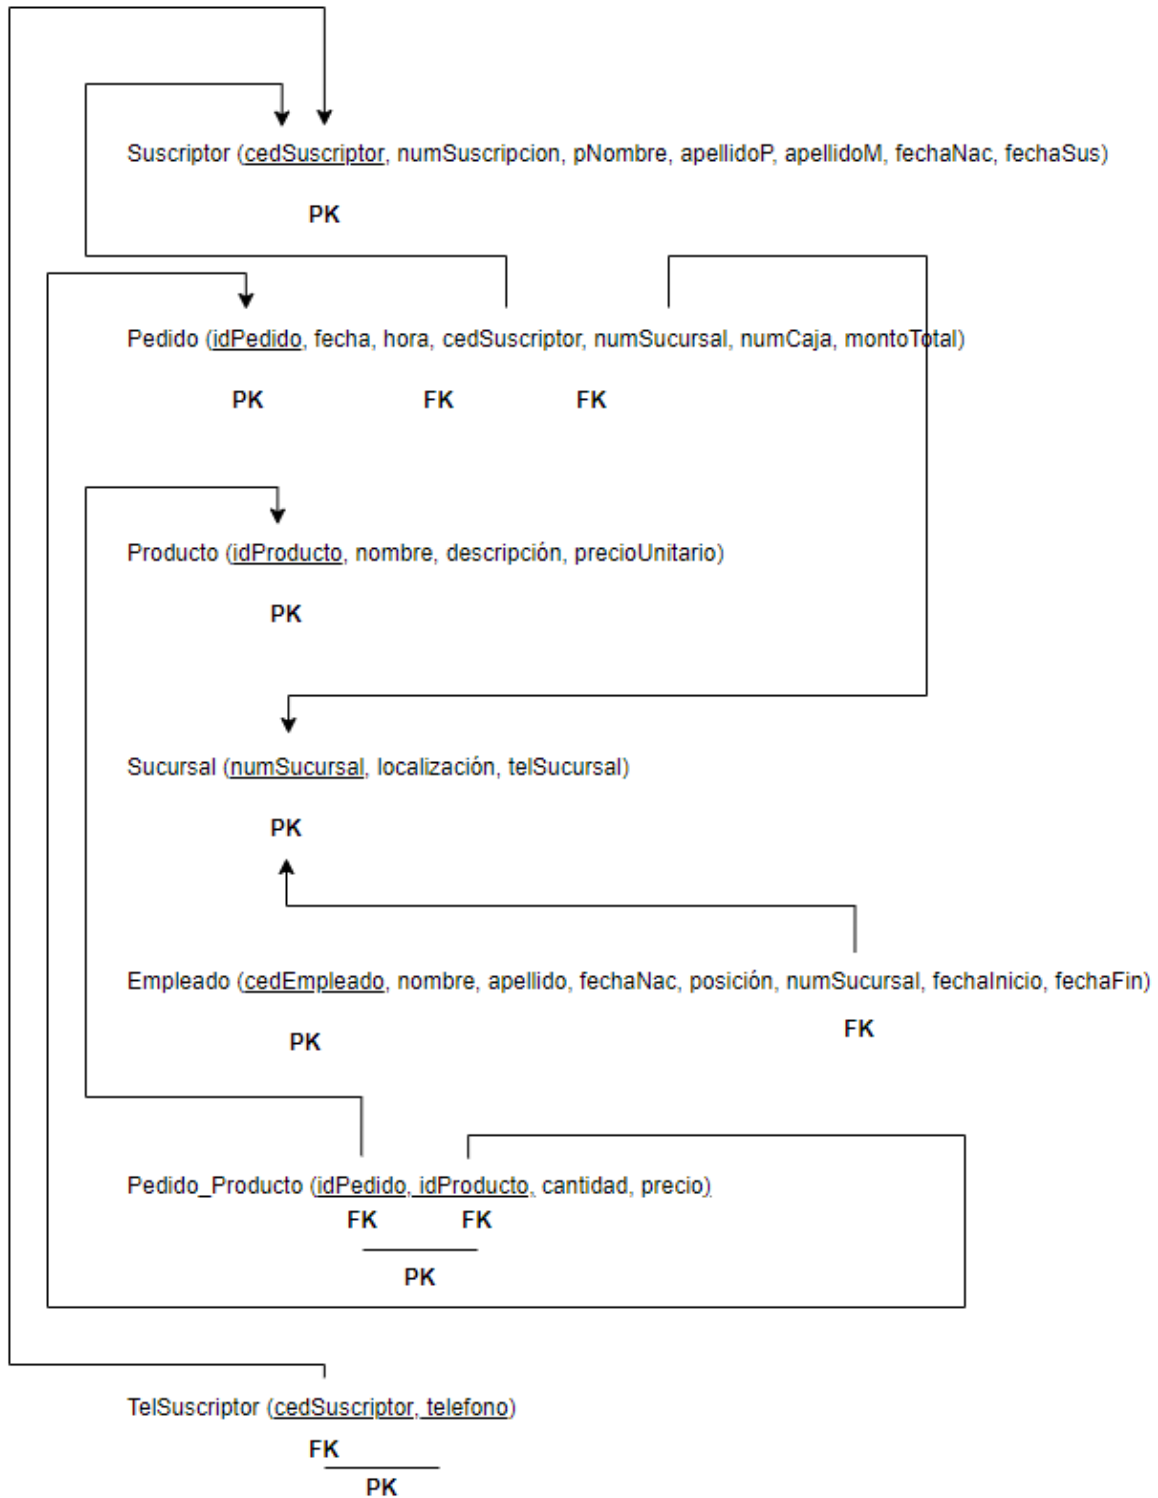 Suscriptor (cedSuscriptor, numSuscripcion, pNombre, apellidoP, apellidoM, fechaNac, fechaSus)
PK
Pedido (idPedido, fecha, hora, cedSuscriptor, numSucursal, numCaja, montoTotal)
PK FK FK
Producto (idProducto, nombre, descripción, precioUnitario)
PK
Sucursal (numSucursal, localización, telSucursal)
PK
Empleado (cedEmpleado, nombre, apellido, fechaNac, posición, numSucursal, fechaInicio, fechaFin)
PK FK
Pedido_Producto (idPedido, idProducto, cantidad, precio)
FK FK
PK
TelSuscriptor (cedSuscriptor, telefono)
FK
PK